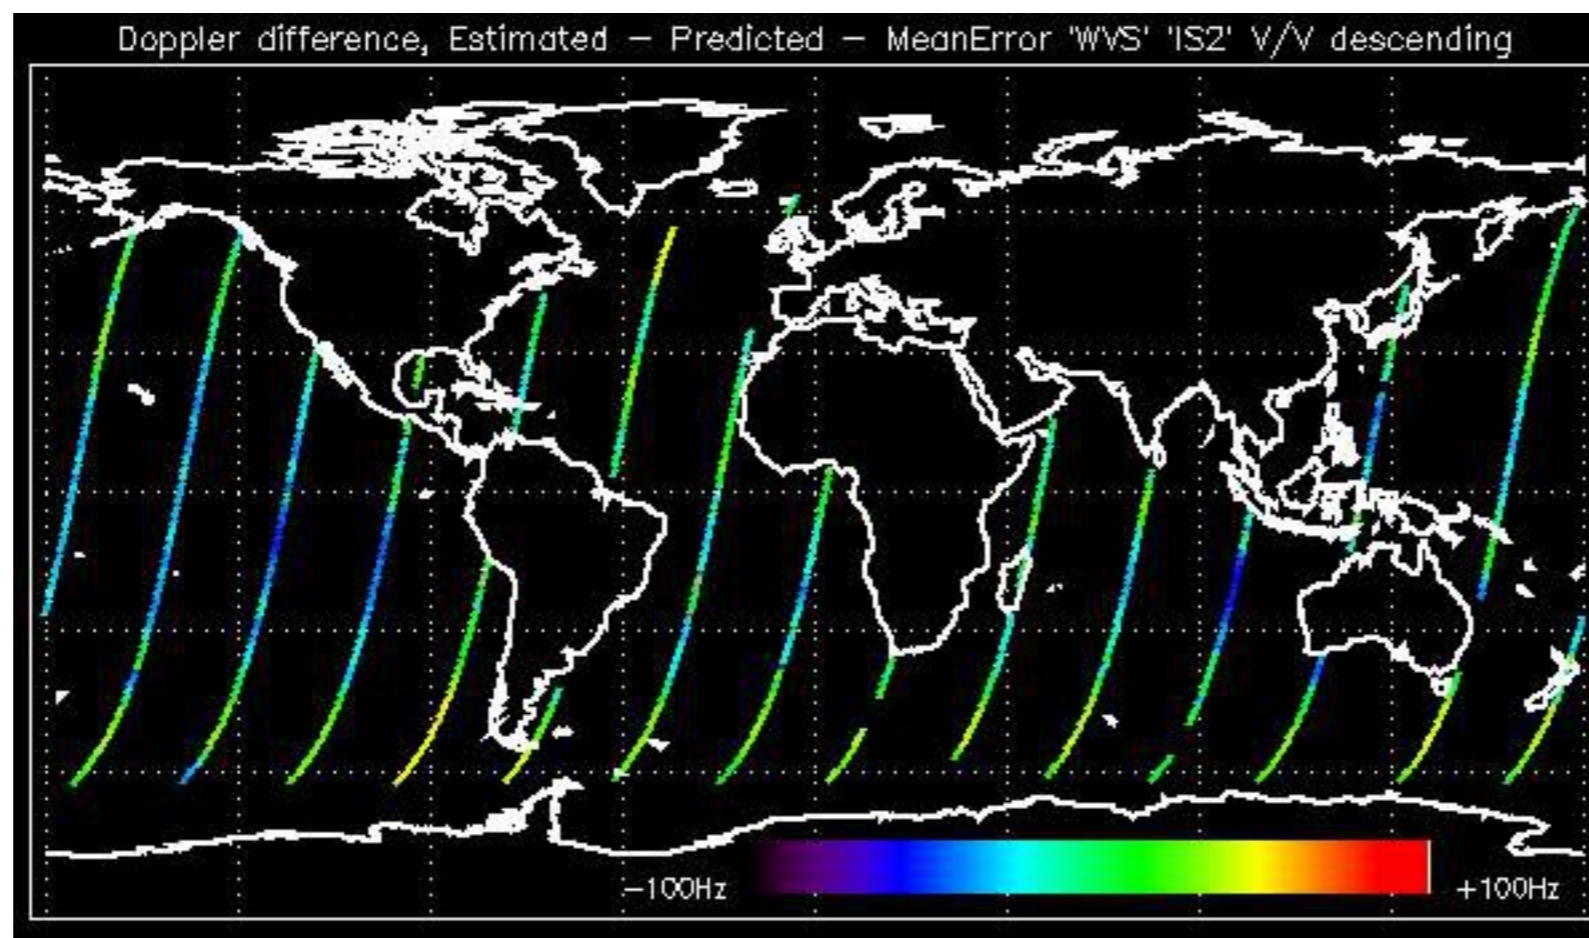 Doppler difference, Estimated − Predicted − MeanError 'WVS' 'IS2' V/V descending
−100Hz
+100Hz